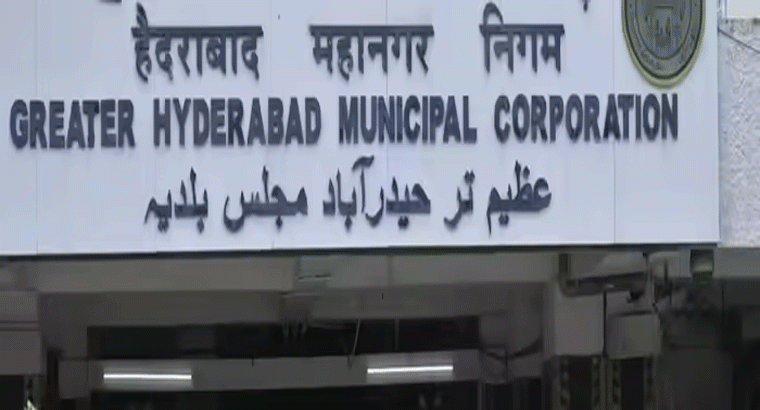 हैदराबाद महानगर निगम
GREATER HYDERABAD MUNICIPAL CORPORATION
عظیم تر حیدرآباد مجلس بلدیہ